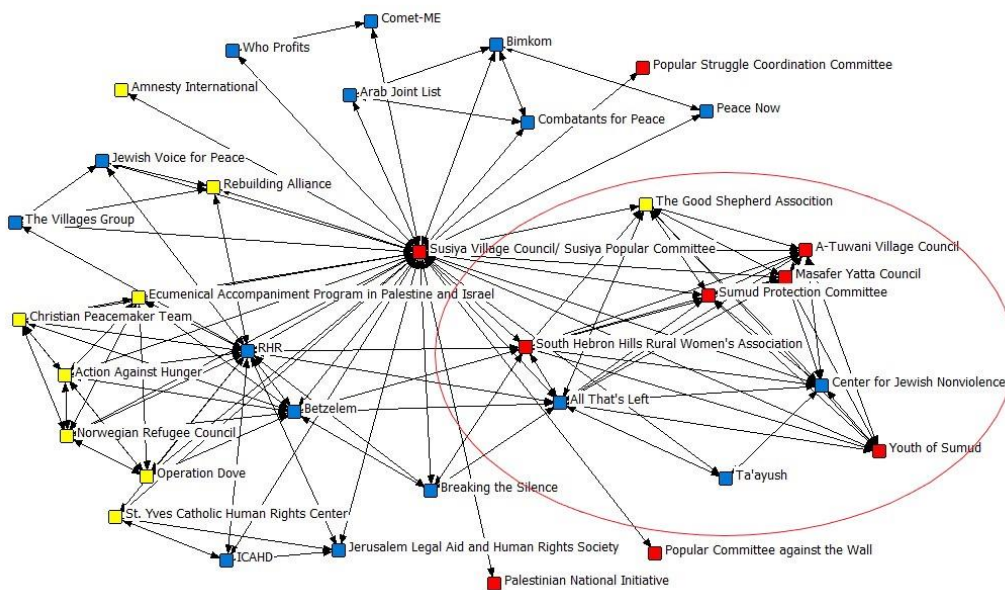 Comet-ME
Who Profits
Bimkom
Popular Struggle Coordination Committee
Amnesty International
Arab Joint List
Combatants for Peace
Peace Now
Jewish Voice for Peace
Rebuilding Alliance
The Good Shepherd Assocition
The Villages Group
Susiya Village Council/ Susiya Popular Committee
A-Tuwani Village Council
Masafer Yatta Council
Sumud Protection Committee
Ecumenical Accompaniment Program in Palestine and Israel
Christian Peacemaker Team
RHR
South Hebron Hills Rural Women's Association
Action Against Hunger
Center for Jewish Nonviolence
All That's Left
Betzelem
Norwegian Refugee Council
Youth of Sumud
Operation Dove
Ta'ayush
Breaking the Silence
St. Yves Catholic Human Rights Center
Jerusalem Legal Aid and Human Rights Society
Popular Committee against the Wall
ICAHD
Palestinian National Initiative